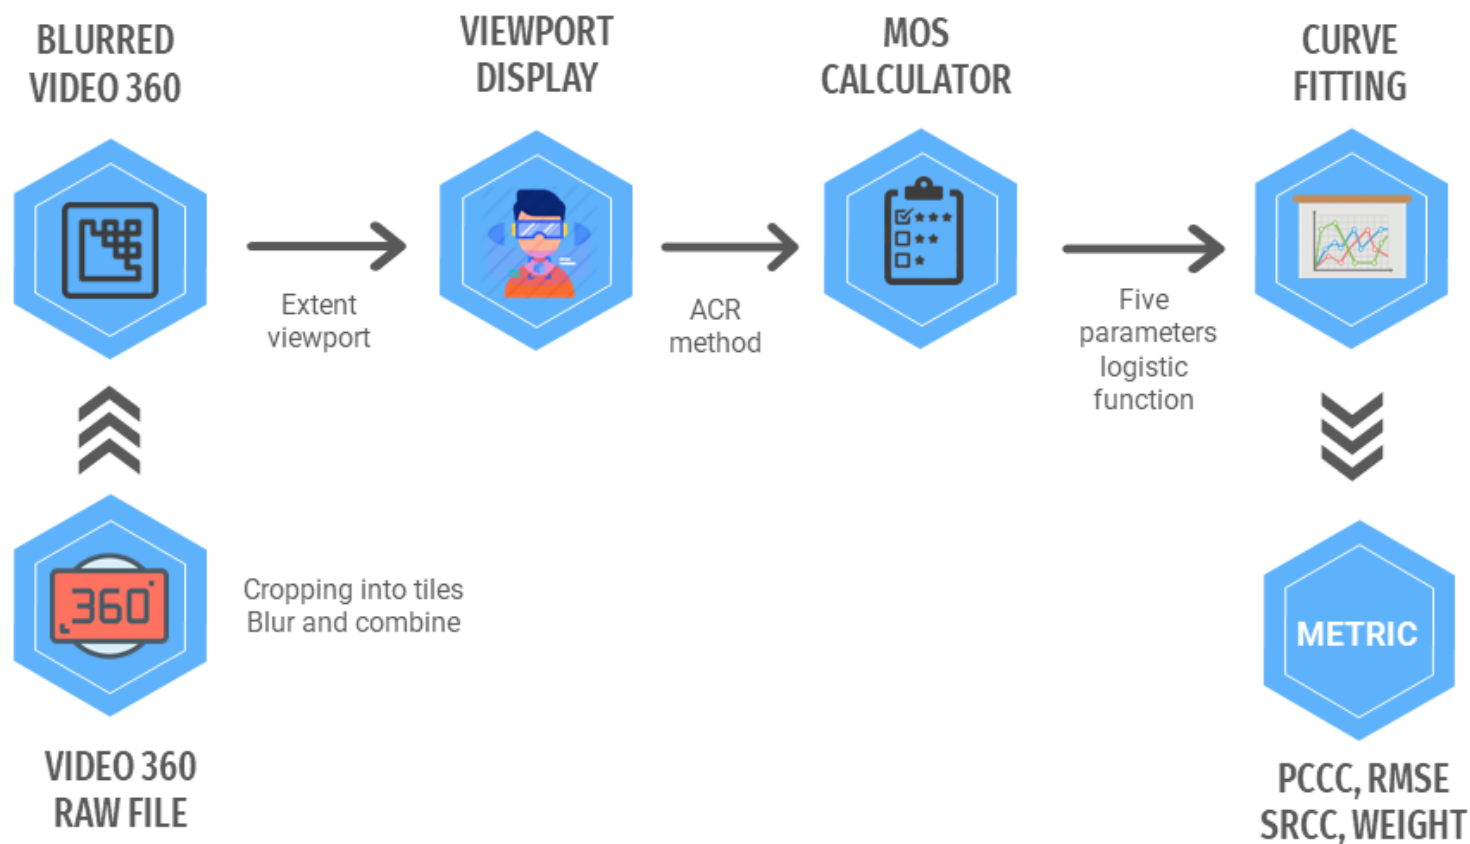 BLURRED
VIDEO 360
VIEWPORT
DISPLAY
MOS
CALCULATOR
CURVE
FITTING
Extent
viewport
ACR
method
Five
parameters
logistic
function
360°
Cropping into tiles
Blur and combine
METRIC
VIDEO 360
RAW FILE
PCCC, RMSE
SRCC, WEIGHT